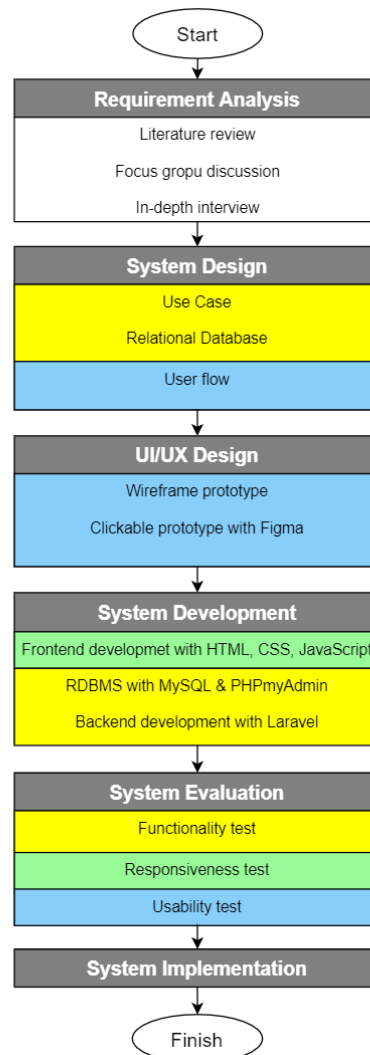 Start
Requirement Analysis
Literature review
Focus gropu discussion
In-depth interview
System Design
Use Case
Relational Database
User flow
UI/UX Design
Wireframe prototype
Clickable prototype with Figma
System Development
Frontend developmet with HTML, CSS, JavaScript
RDBMS with MySQL & PHPmyAdmin
Backend development with Laravel
System Evaluation
Functionality test
Responsiveness test
Usability test
System Implementation
Finish